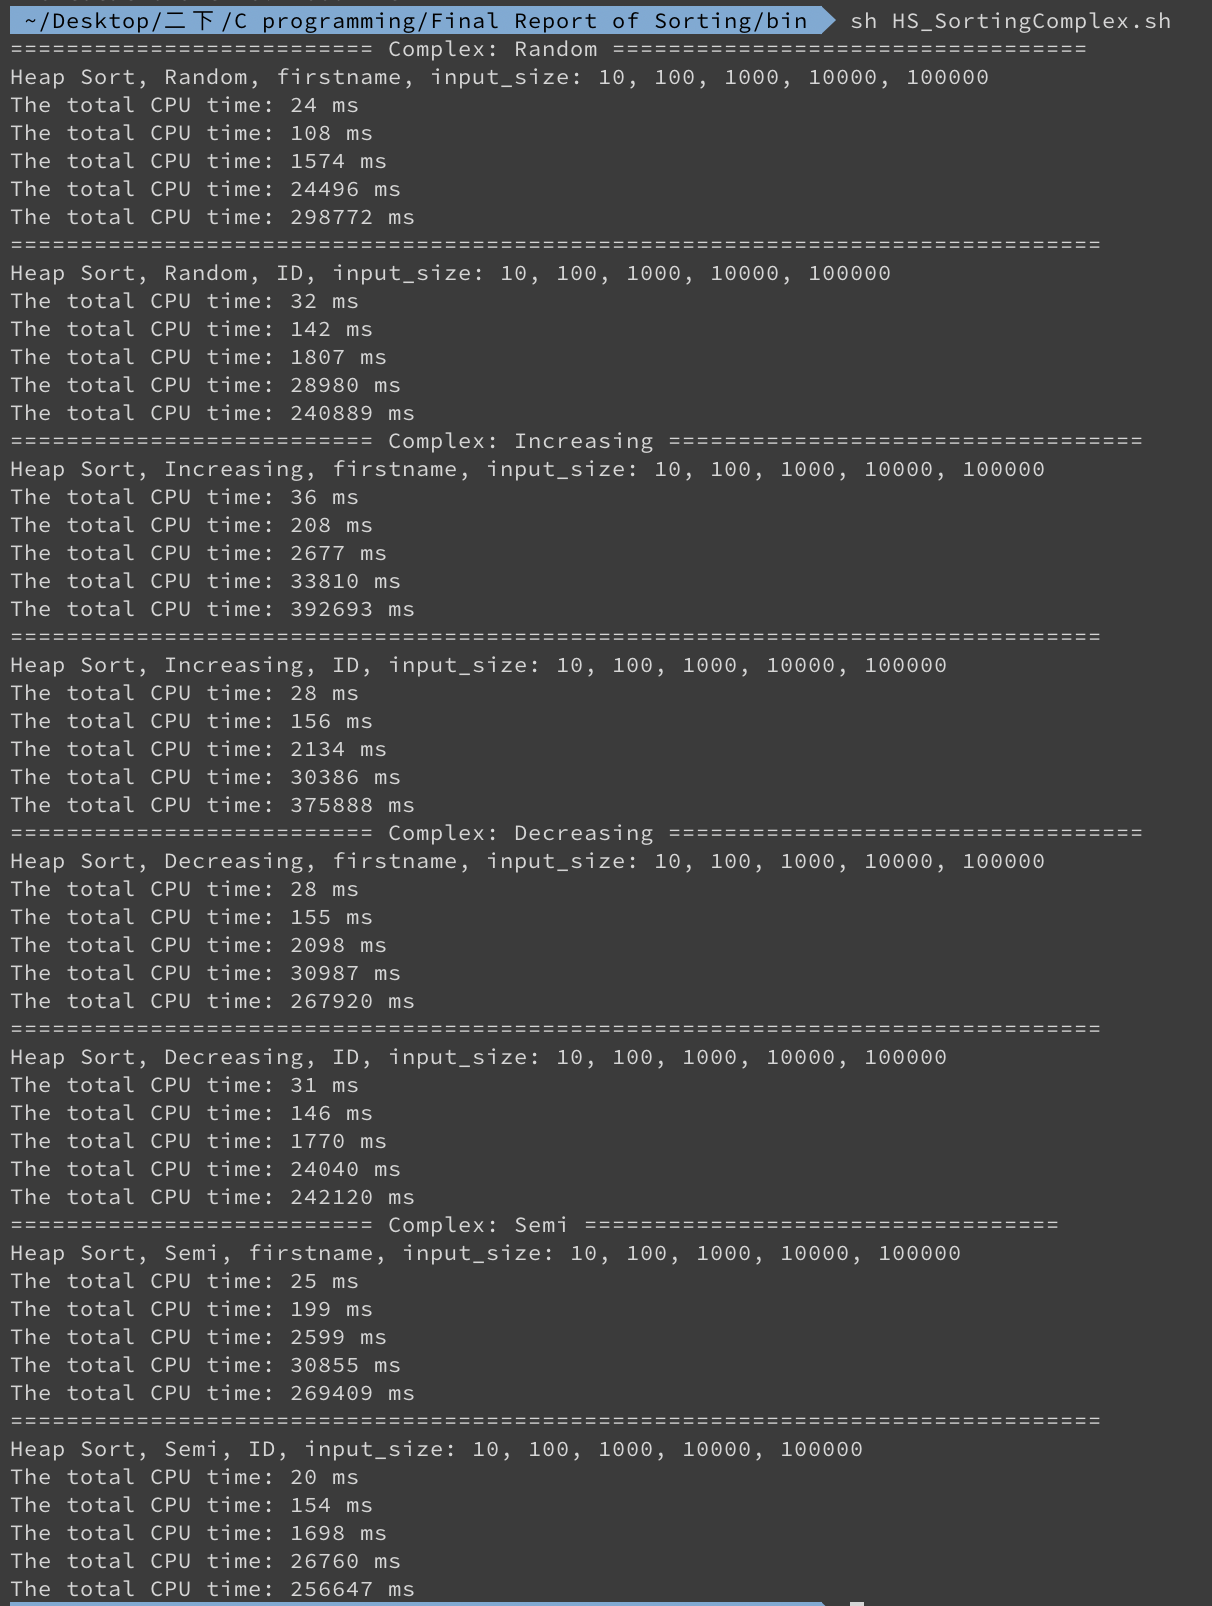 ~/Desktop/二下/C programming/Final Report of Sorting/bin sh HS_SortingComplex.sh
========================== Complex: Random ==================================
Heap Sort, Random, firstname, input_size: 10, 100, 1000, 10000, 100000
The total CPU time: 24 ms
The total CPU time: 108 ms
The total CPU time: 1574 ms
The total CPU time: 24496 ms
The total CPU time: 298772 ms
==============================================================================
Heap Sort, Random, ID, input_size: 10, 100, 1000, 10000, 100000
The total CPU time: 32 ms
The total CPU time: 142 ms
The total CPU time: 1807 ms
The total CPU time: 28980 ms
The total CPU time: 240889 ms
========================== Complex: Increasing ==================================
Heap Sort, Increasing, firstname, input_size: 10, 100, 1000, 10000, 100000
The total CPU time: 36 ms
The total CPU time: 208 ms
The total CPU time: 2677 ms
The total CPU time: 33810 ms
The total CPU time: 392693 ms
==============================================================================
Heap Sort, Increasing, ID, input_size: 10, 100, 1000, 10000, 100000
The total CPU time: 28 ms
The total CPU time: 156 ms
The total CPU time: 2134 ms
The total CPU time: 30386 ms
The total CPU time: 375888 ms
========================== Complex: Decreasing ==================================
Heap Sort, Decreasing, firstname, input_size: 10, 100, 1000, 10000, 100000
The total CPU time: 28 ms
The total CPU time: 155 ms
The total CPU time: 2098 ms
The total CPU time: 30987 ms
The total CPU time: 267920 ms
==============================================================================
Heap Sort, Decreasing, ID, input_size: 10, 100, 1000, 10000, 100000
The total CPU time: 31 ms
The total CPU time: 146 ms
The total CPU time: 1770 ms
The total CPU time: 24040 ms
The total CPU time: 242120 ms
========================== Complex: Semi ==================================
Heap Sort, Semi, firstname, input_size: 10, 100, 1000, 10000, 100000
The total CPU time: 25 ms
The total CPU time: 199 ms
The total CPU time: 2599 ms
The total CPU time: 30855 ms
The total CPU time: 269409 ms
==============================================================================
Heap Sort, Semi, ID, input_size: 10, 100, 1000, 10000, 100000
The total CPU time: 20 ms
The total CPU time: 154 ms
The total CPU time: 1698 ms
The total CPU time: 26760 ms
The total CPU time: 256647 ms